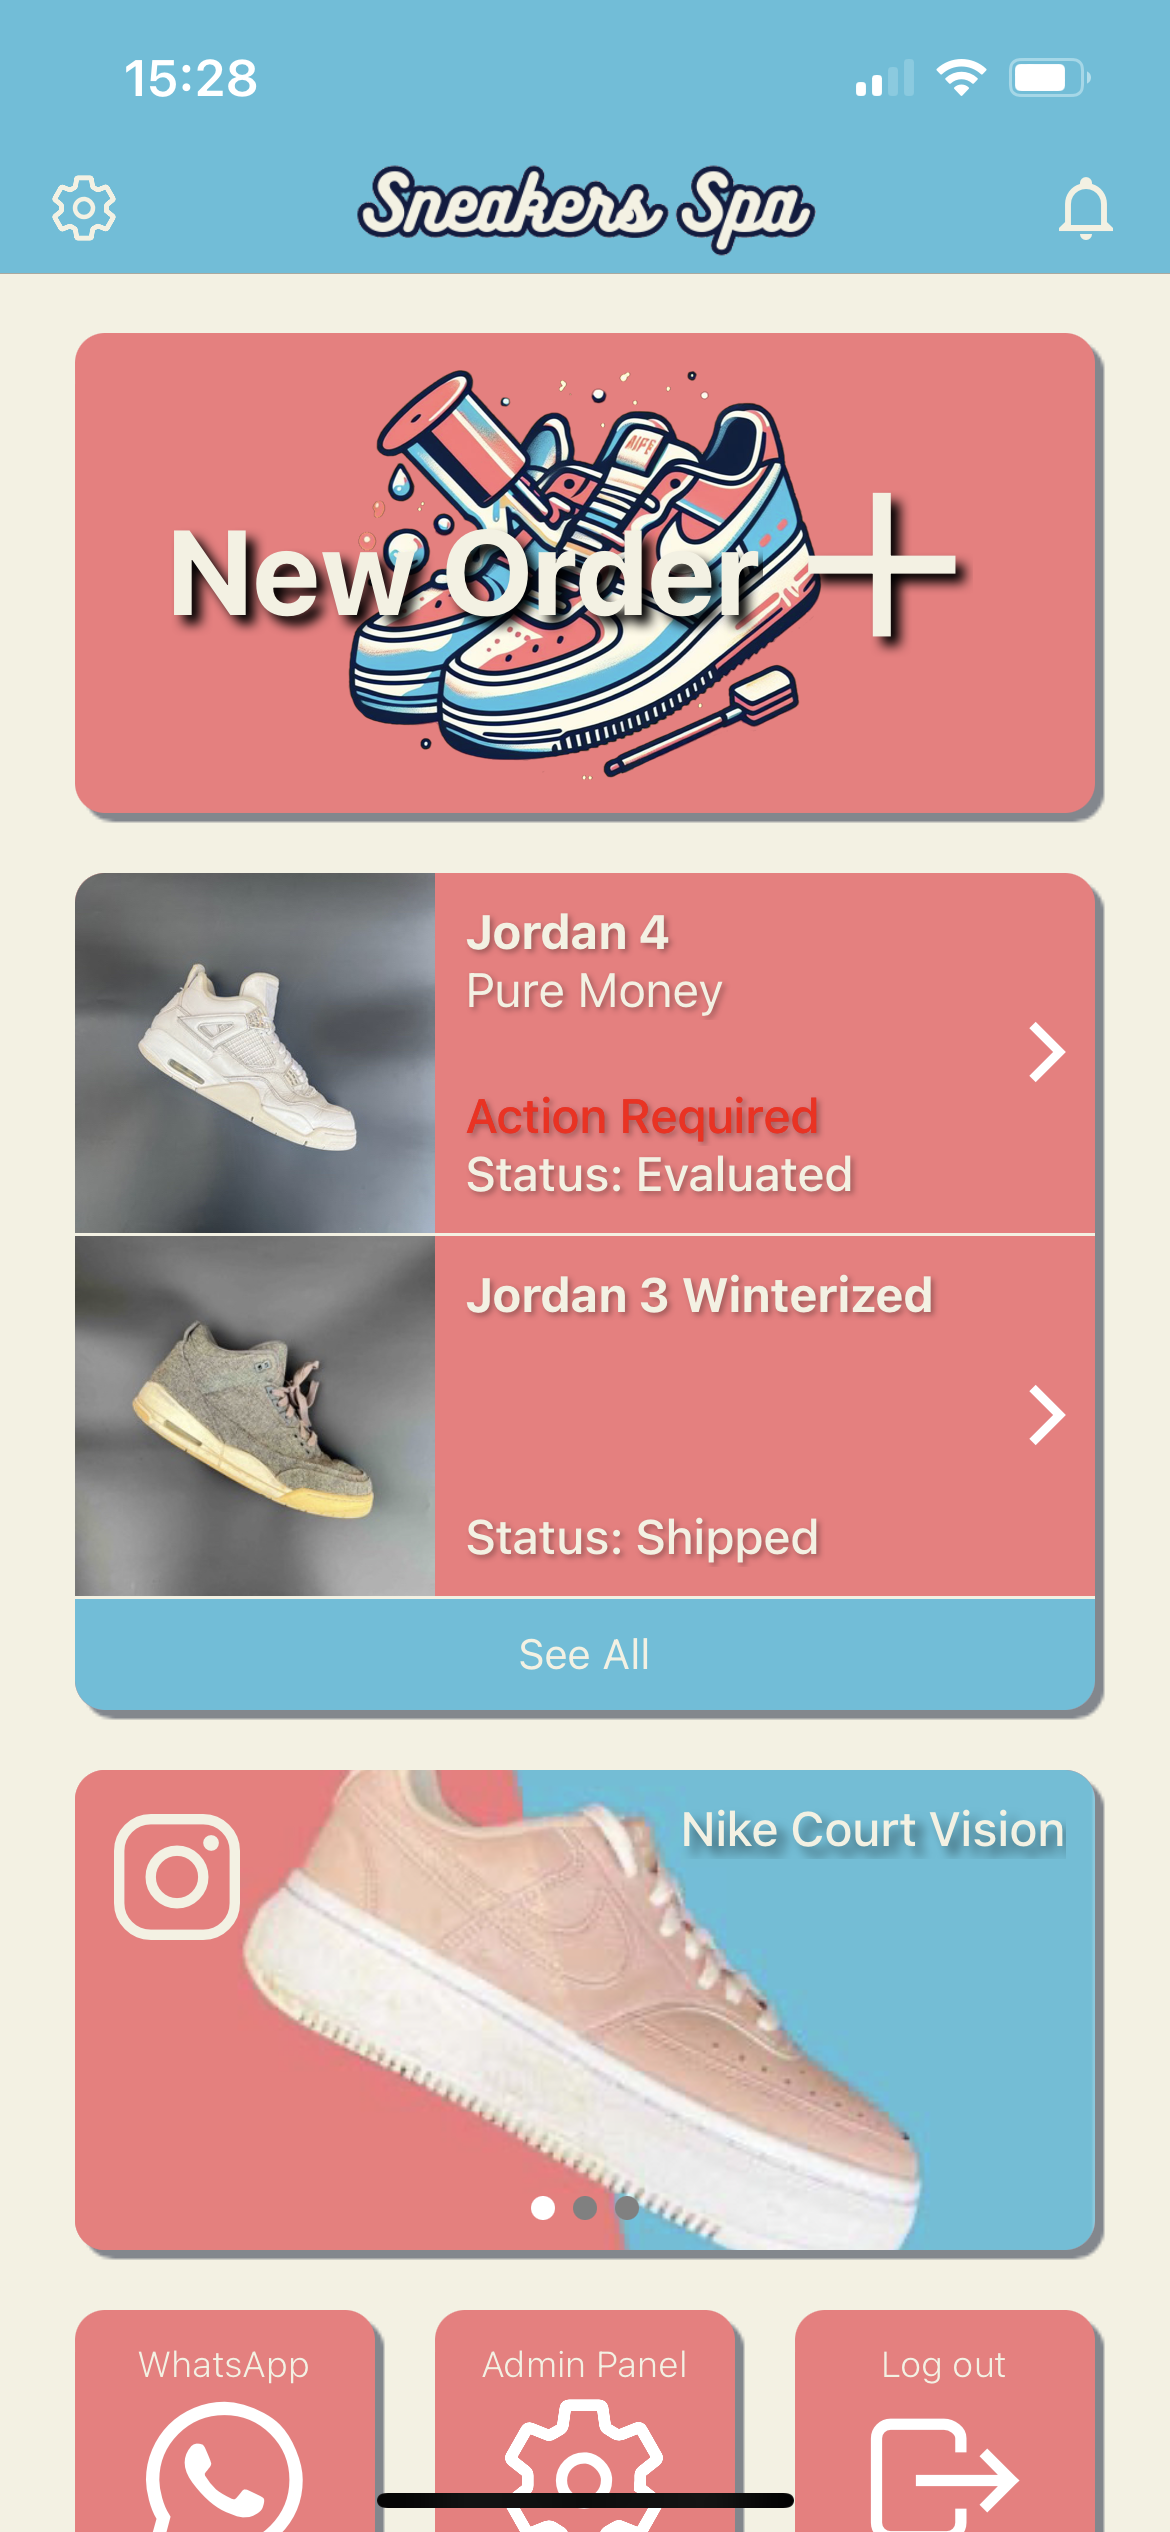 15:28
Sneakers Spa
AIFE
New Order
Jordan 4
Pure Money
Action Required
Status: Evaluated
Jordan 3 Winterized
Status: Shipped
See All
Nike Court Vision
WhatsApp
Admin Panel
Log out